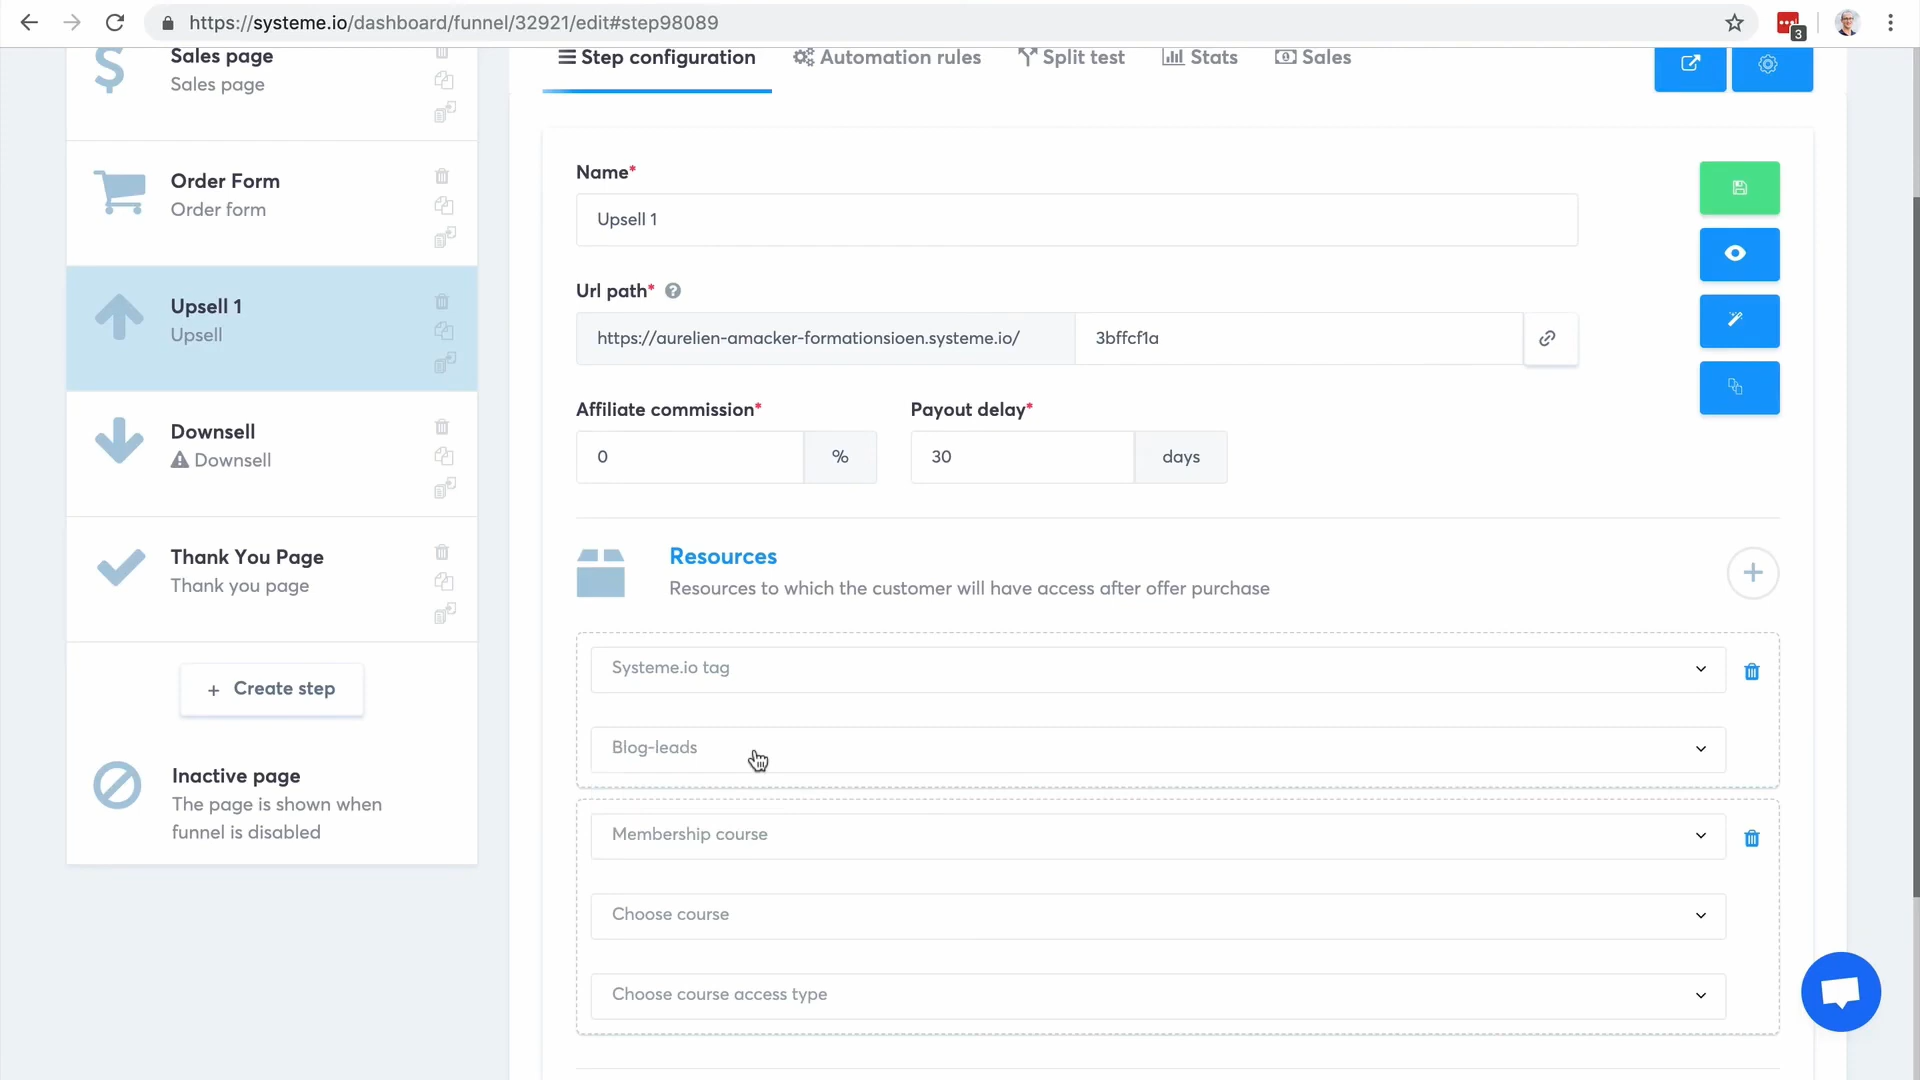 https://systeme.io/dashboard/funnel/32921/edit#step98089
3
Sales page
Sales page
Order Form
Order form
Upsell 1
Upsell
Downsell
Downsell
Thank You Page
Thank you page
+ Create step
Inactive page
The page is shown when
funnel is disabled
Step configuration
Automation rules
Split test
Stats
Sales
Name*
Upsell 1
Url path* ?
https://aurelien-amacker-formationsioen.systeme.io/
3bffcf1a
Affiliate commission*
Payout delay*
0
%
30
days
Resources
Resources to which the customer will have access after offer purchase
Systeme.io tag
Blog-leads
Membership course
Choose course
Choose course access type